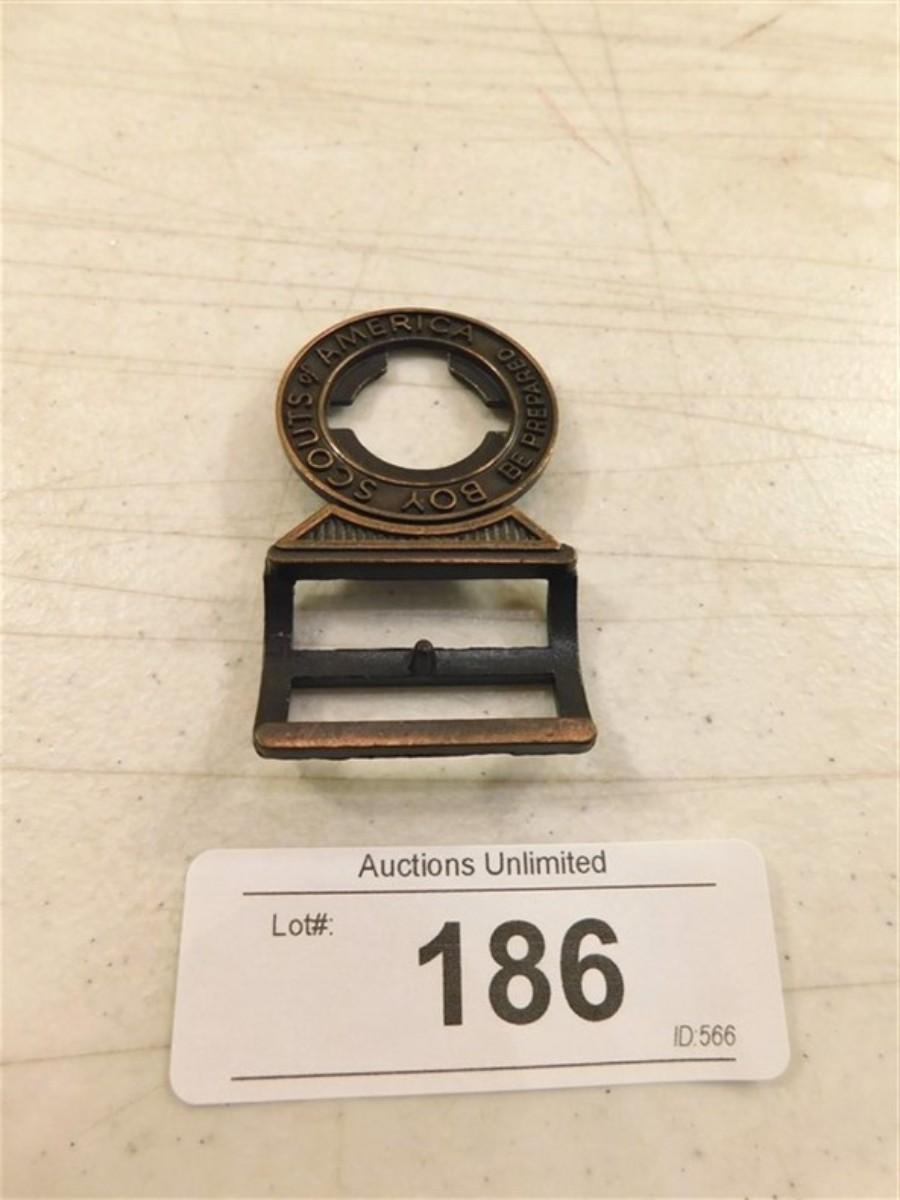 BOY SCOUTS of AMERICA
BE PREPARED
Auctions Unlimited
Lot#:
186
ID:566